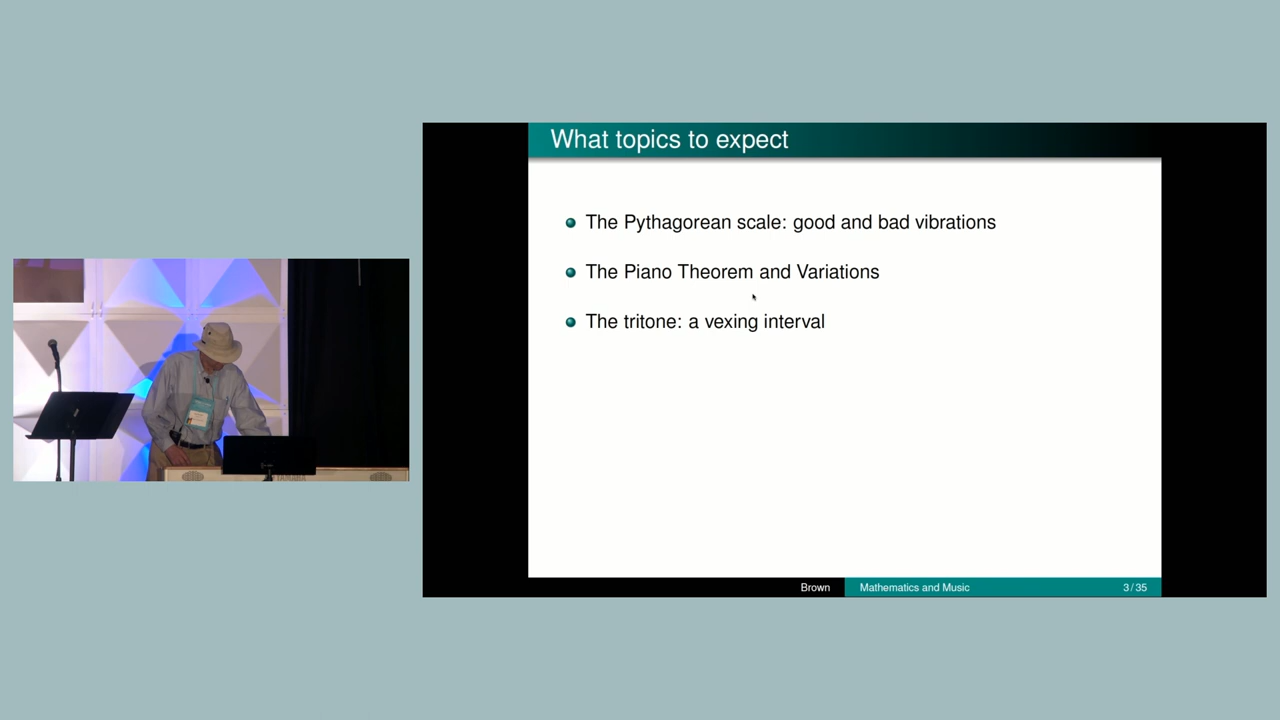 What topics to expect
The Pythagorean scale: good and bad vibrations
The Piano Theorem and Variations
The tritone: a vexing interval
Brown
Mathematics and Music
3 / 35
YAMAHA